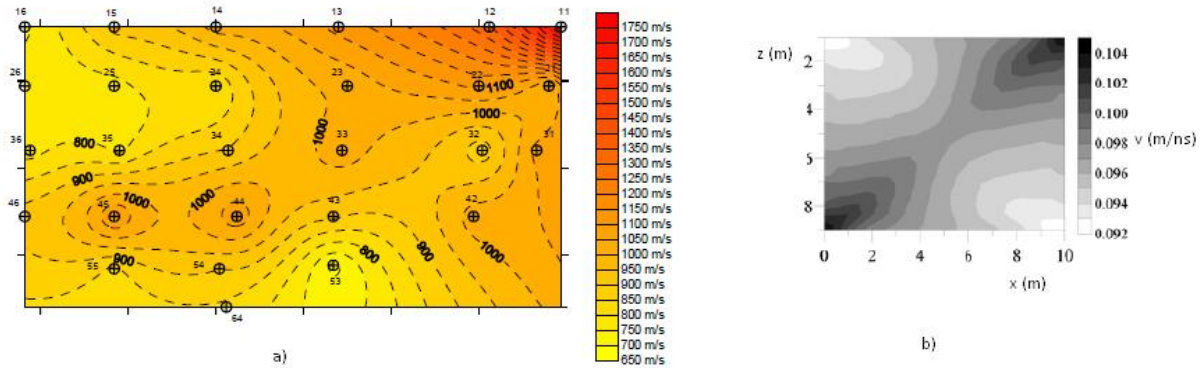 16 15 14 13 12 11
26 25 24 23 22 21
1100
1000 1000
36 35 34 33 32 31
800
900
46 45 1000 1000 44 43 42
55 900 54 53 800 900 1000
64
a)
1750 m/s
1700 m/s
1650 m/s
1600 m/s
1550 m/s
1500 m/s
1450 m/s
1400 m/s
1350 m/s
1300 m/s
1250 m/s
1200 m/s
1150 m/s
1100 m/s
1050 m/s
1000 m/s
950 m/s
900 m/s
850 m/s
800 m/s
750 m/s
700 m/s
650 m/s
z (m)
2
4
5
8
0 2 4 6 8 10
x (m)
0.104
0.102
0.100
0.098
0.096
0.094
0.092
v (m/ns)
b)